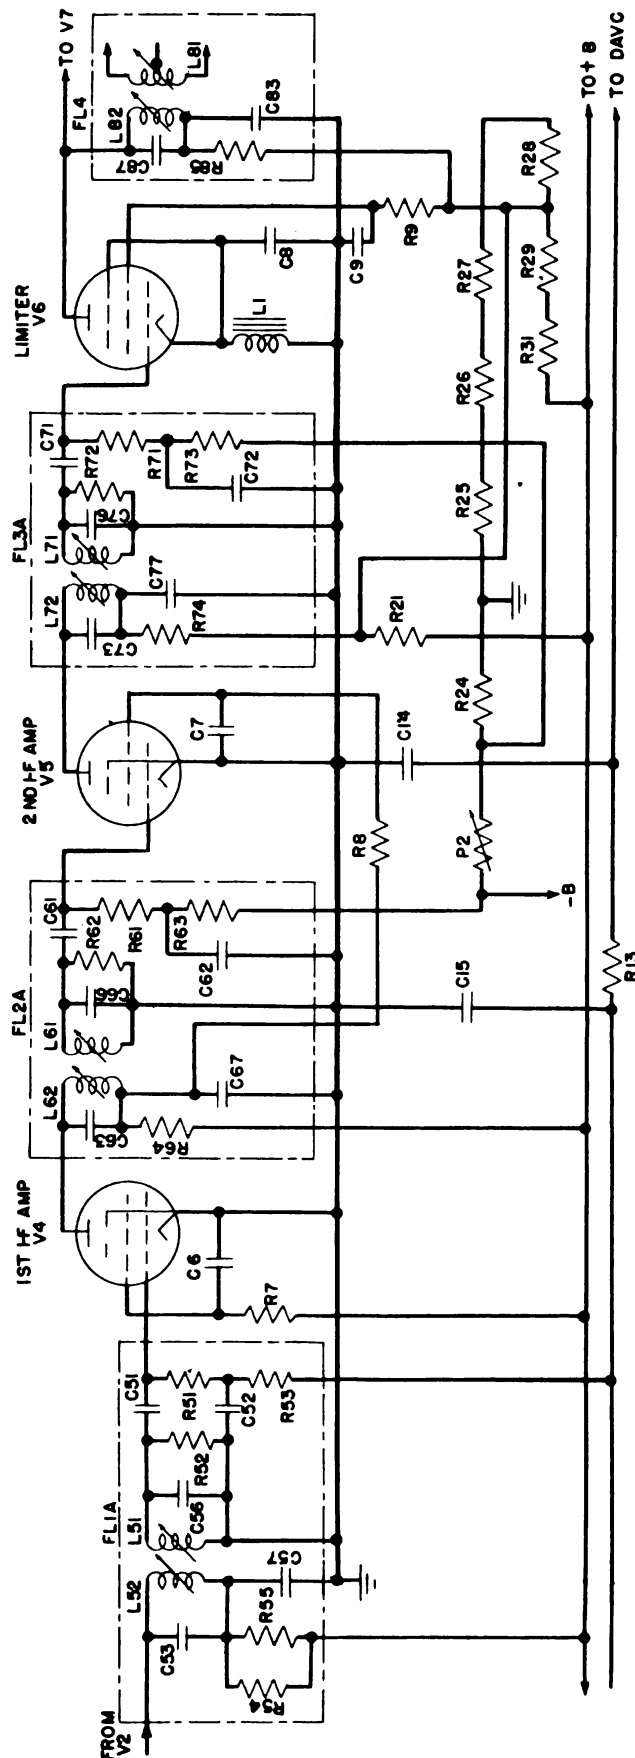 FROM
V2
FL1A
L52
L51
C53
C56
R52
C51
R51
C52
R53
R54
R55
C57
1ST I-F AMP
V4
C6
R7
FL2A
L62
L61
C63
R64
C66
R62
C61
R61
R63
C62
C67
2ND I-F AMP
V5
C7
R8
C15
C14
R13
-B
P2
R24
FL3A
L72
L71
C73
C76
R72
C71
R71
R73
C72
R74
C77
R21
R25
R26
R27
R28
R29
R31
LIMITER
V6
L1
C8
C9
R9
TO V7
FL4
L82
L81
C87
R85
C83
TO + B
TO DAVC